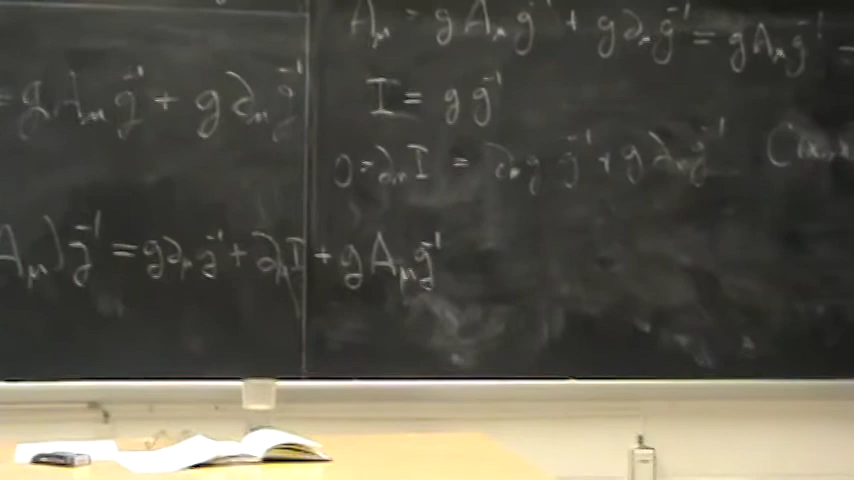 = g A_μ g^{-1} + g ∂_μ g^{-1}
A_μ) g^{-1} = g ∂_μ g^{-1} + ∂_μ I + g A_μ g^{-1}
A_μ = g A_μ g^{-1} + g ∂_μ g^{-1} = g A_μ g^{-1} =
I = g g^{-1}
0 = ∂_μ I = ∂_μ g g^{-1} + g ∂_μ g^{-1}